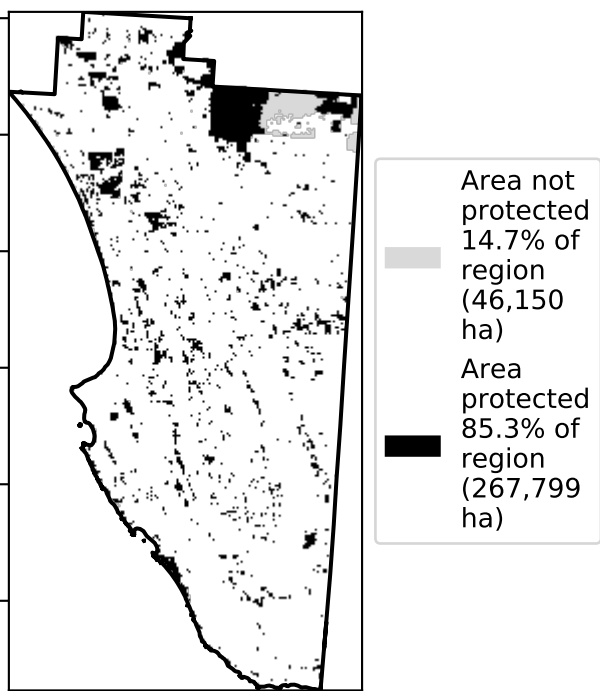 Area not
protected
14.7% of
region
(46,150
ha)
Area
protected
85.3% of
region
(267,799
ha)